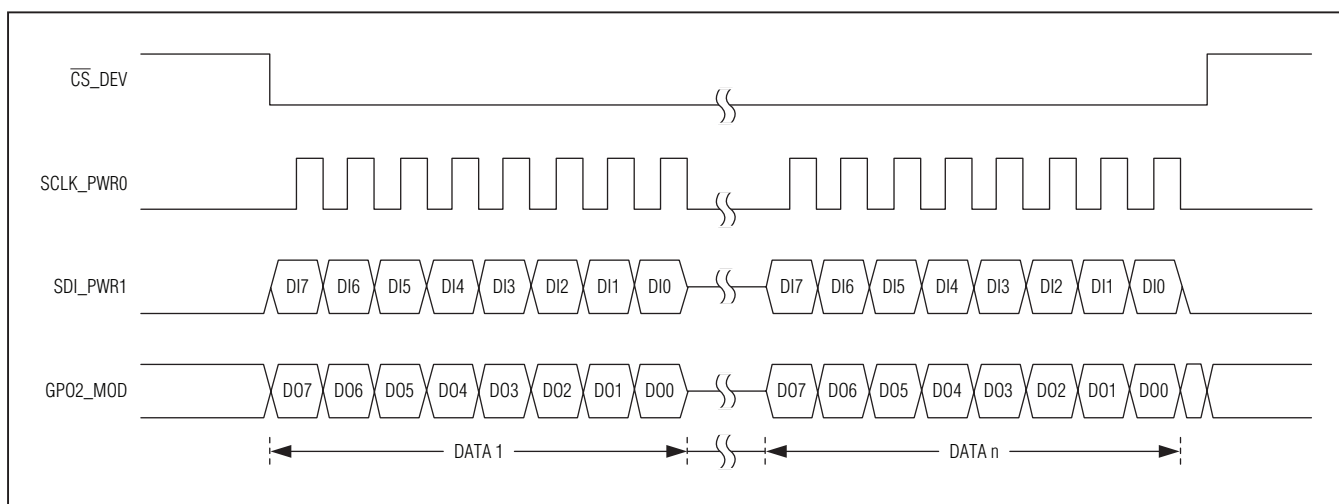 CS_DEV
SCLK_PWR0
SDI_PWR1
DI7 DI6 DI5 DI4 DI3 DI2 DI1 DI0 DI7 DI6 DI5 DI4 DI3 DI2 DI1 DI0
GPO2_MOD
DO7 DO6 DO5 DO4 DO3 DO2 DO1 DO0 DO7 DO6 DO5 DO4 DO3 DO2 DO1 DO0
DATA 1 DATA n